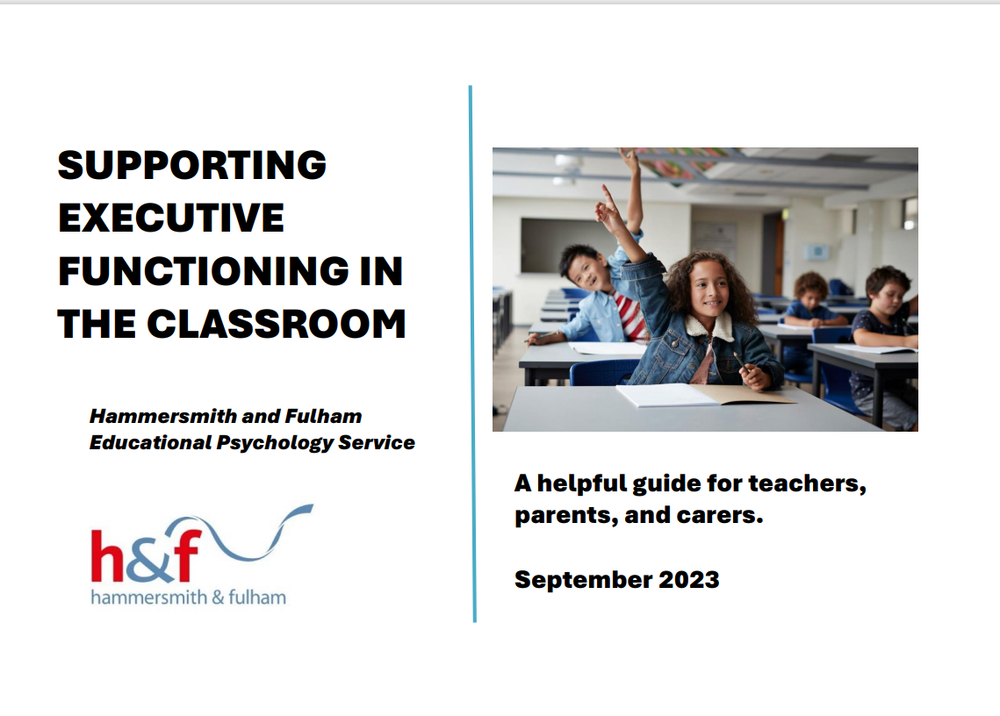 SUPPORTING
EXECUTIVE
FUNCTIONING IN
THE CLASSROOM
Hammersmith and Fulham
Educational Psychology Service
h&f
hammersmith & fulham
A helpful guide for teachers,
parents, and carers.
September 2023